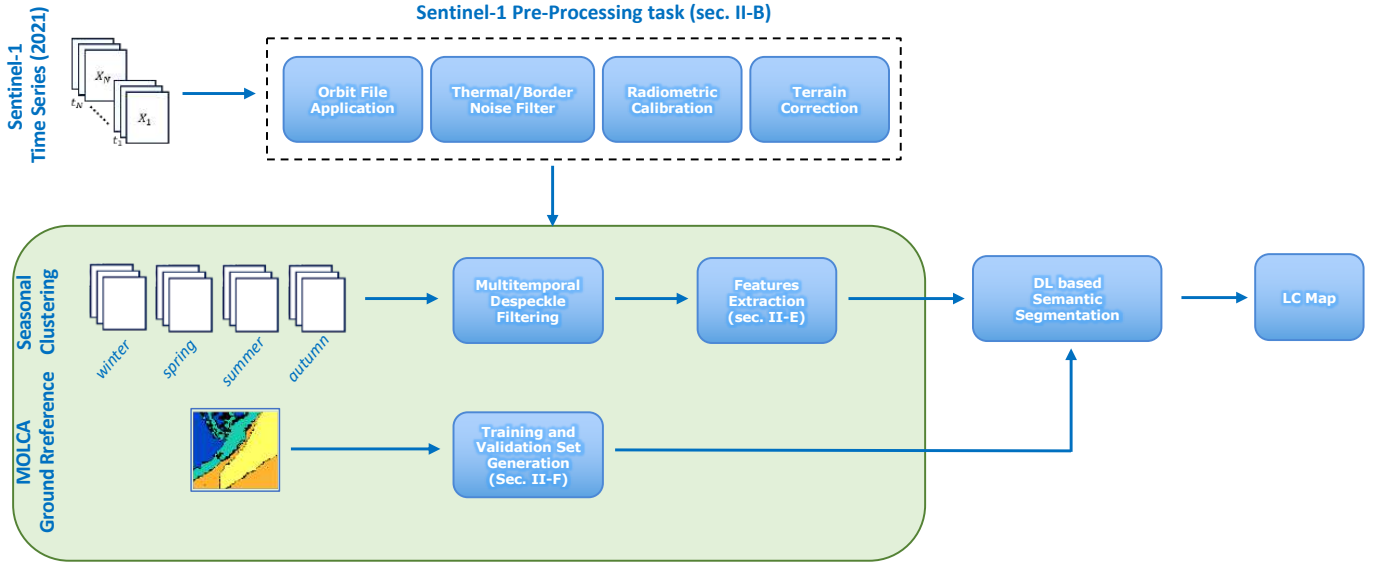 Sentinel-1 Pre-Processing task (sec. II-B)
Sentinel-1
Time Series (2021)
X_N
t_N
X_1
t_1
Orbit File
Application
Thermal/Border
Noise Filter
Radiometric
Calibration
Terrain
Correction
Seasonal
Clustering
winter
spring
summer
autumn
Multitemporal
Despeckle
Filtering
Features
Extraction
(sec. II-E)
DL based
Semantic
Segmentation
LC Map
MOLCA
Ground Rreference
Training and
Validation Set
Generation
(Sec. II-F)